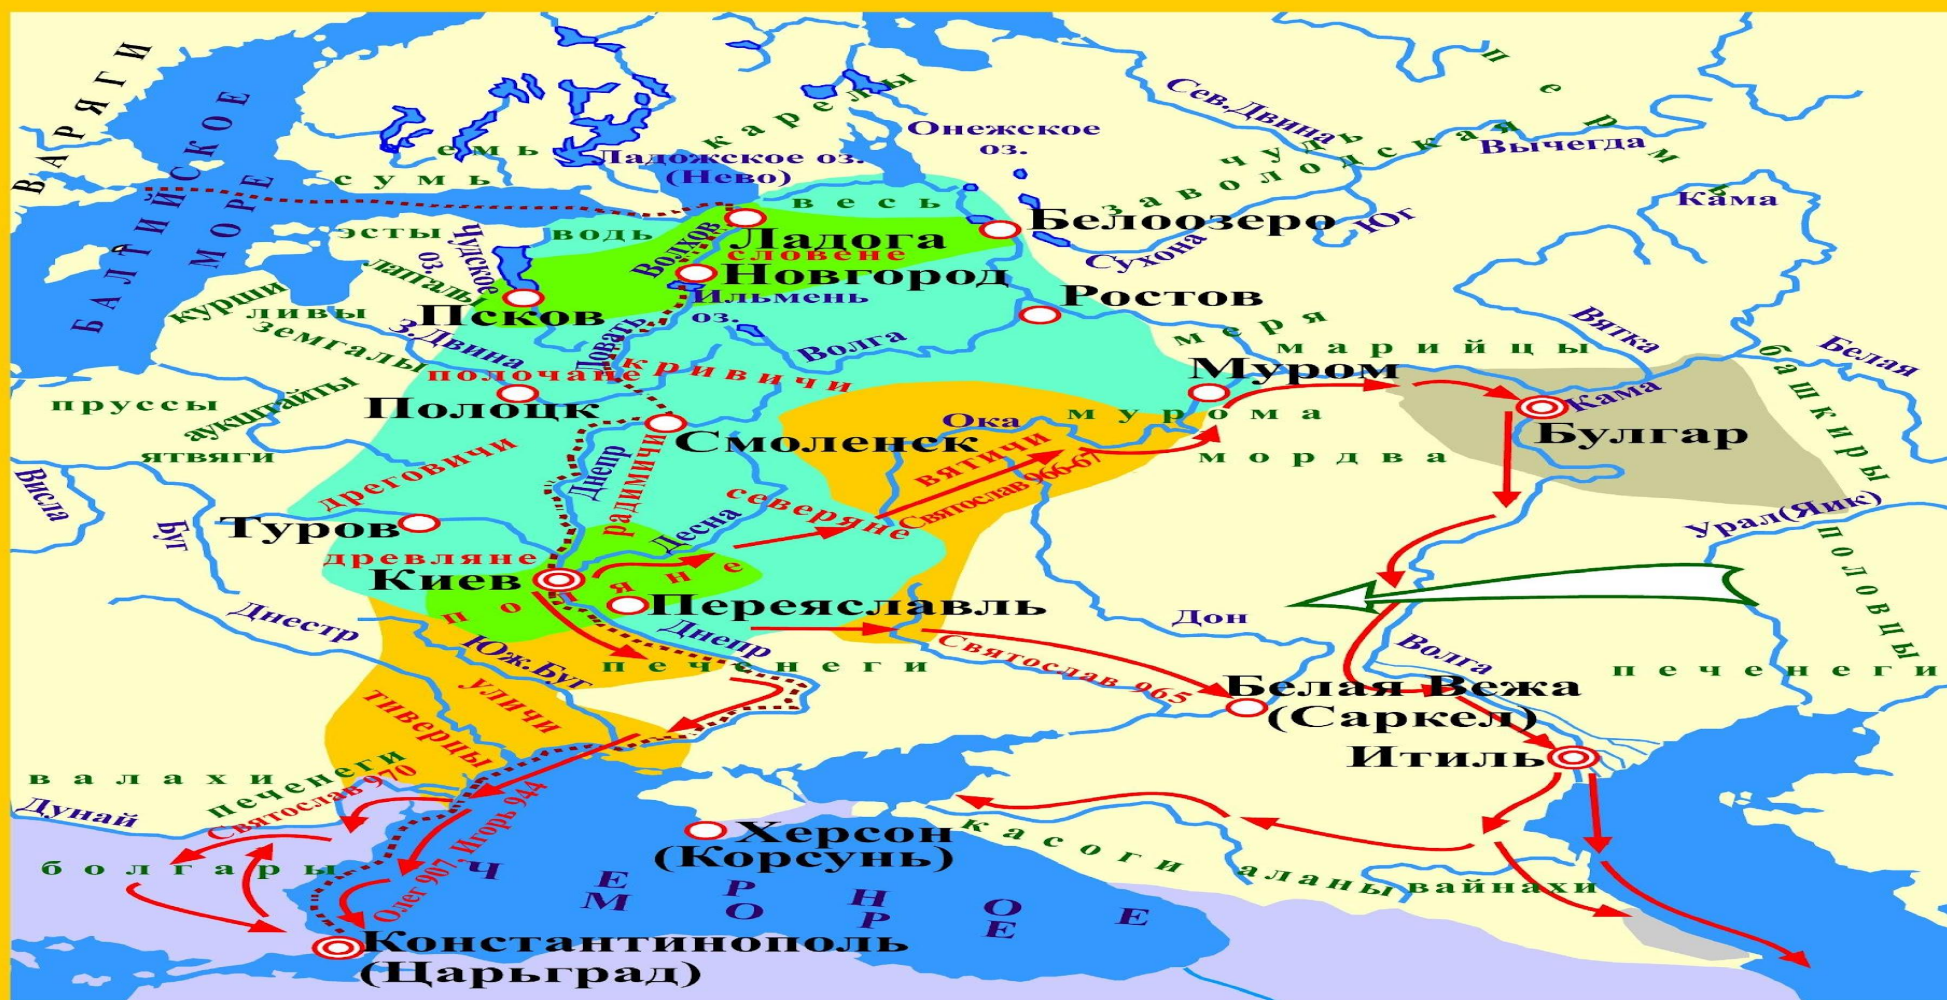 ВАРЯГИ
БАЛТИЙСКОЕ
МОРЕ
емь
сумь
карелы
Ладожское оз.
(Нево)
Онежское
оз.
Сев.Двина
чудь
заволодская
Вычегда
пермь
Кама
Юг
Сухона
весь
Белоозеро
Ладога
словене
Волхов
Новгород
Ильмень
оз.
водь
эсты
Чудское
оз.
латгалы
Псков
курши
ливы
земгалы
З.Двина
Ловать
Волга
Ростов
меря
марийцы
Вятка
башкиры
Белая
кривичи
полочане
Полоцк
пруссы
аукштайты
ятвяги
Муром
мурома
мордва
Кама
Булгар
Ока
вятичи
Святослав 966-67
Смоленск
Днепр
радимичи
дреговичи
северяне
Десна
Висла
Буг
Туров
древляне
Киев
поляне
Переяславль
Днепр
Урал(Яик)
половцы
Дон
Волга
печенеги
Днестр
Юж.Буг
печенеги
Святослав 965
Белая Вежа
(Саркел)
Итиль
уличи
тиверцы
валахи
печенеги
Святослав 970
Дунай
болгары
Олег 907, Игорь 944
Херсон
(Корсунь)
касоги
аланы
вайнахи
ЧЕРНОЕ
МОРЕ
Константинополь
(Царьград)